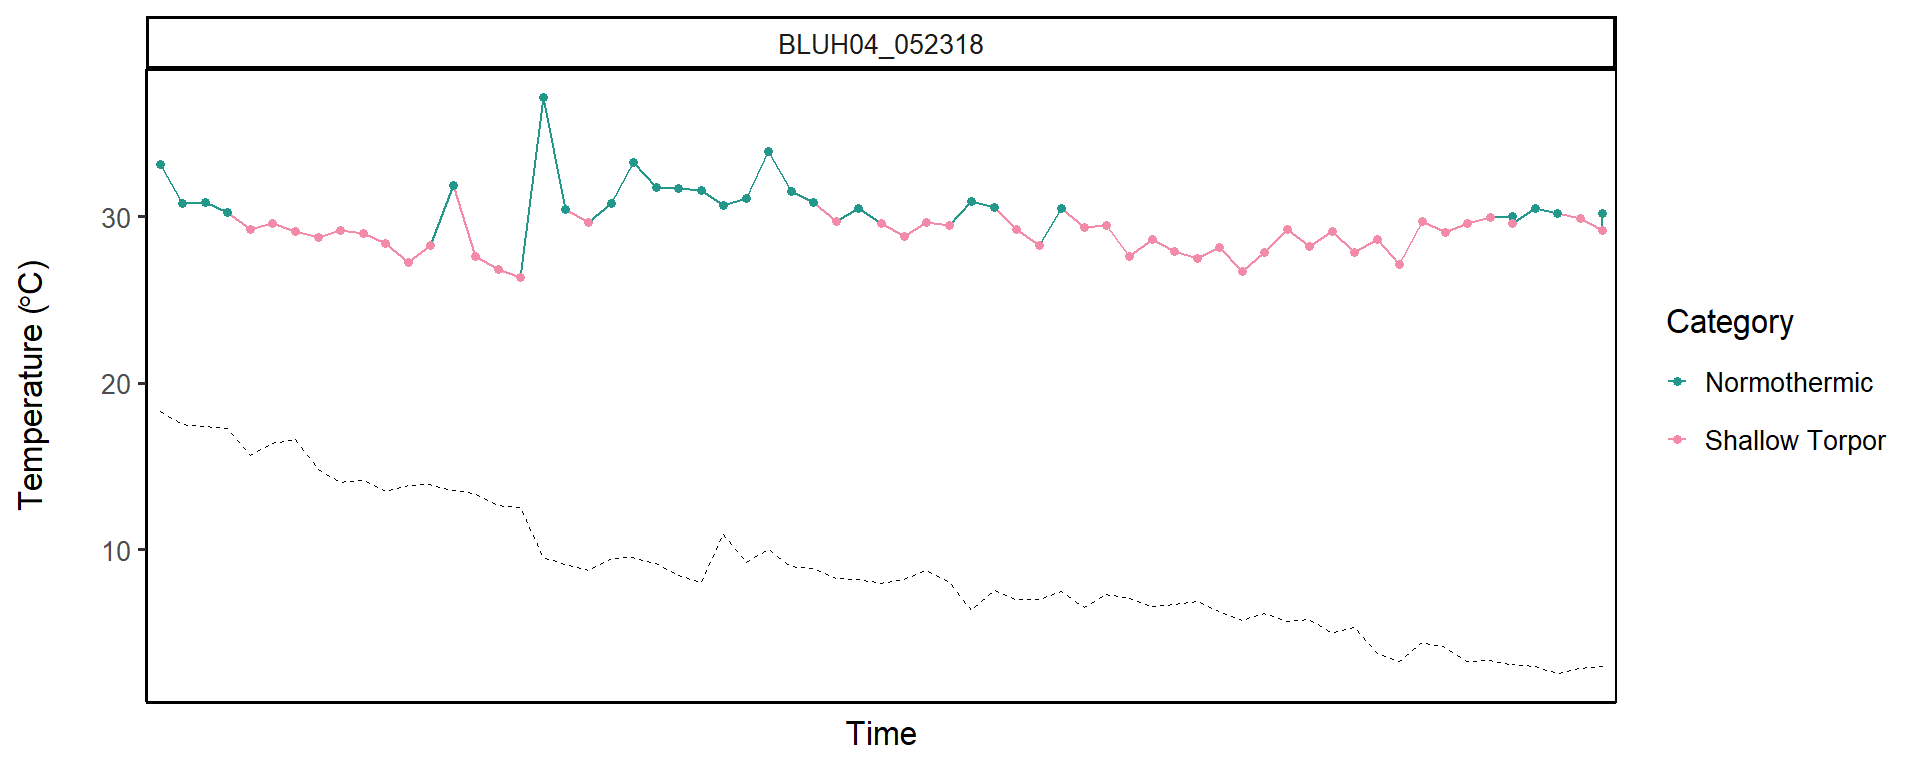 BLUH04_052318
Temperature (°C)
30
20
10
Time
Category
Normothermic
Shallow Torpor